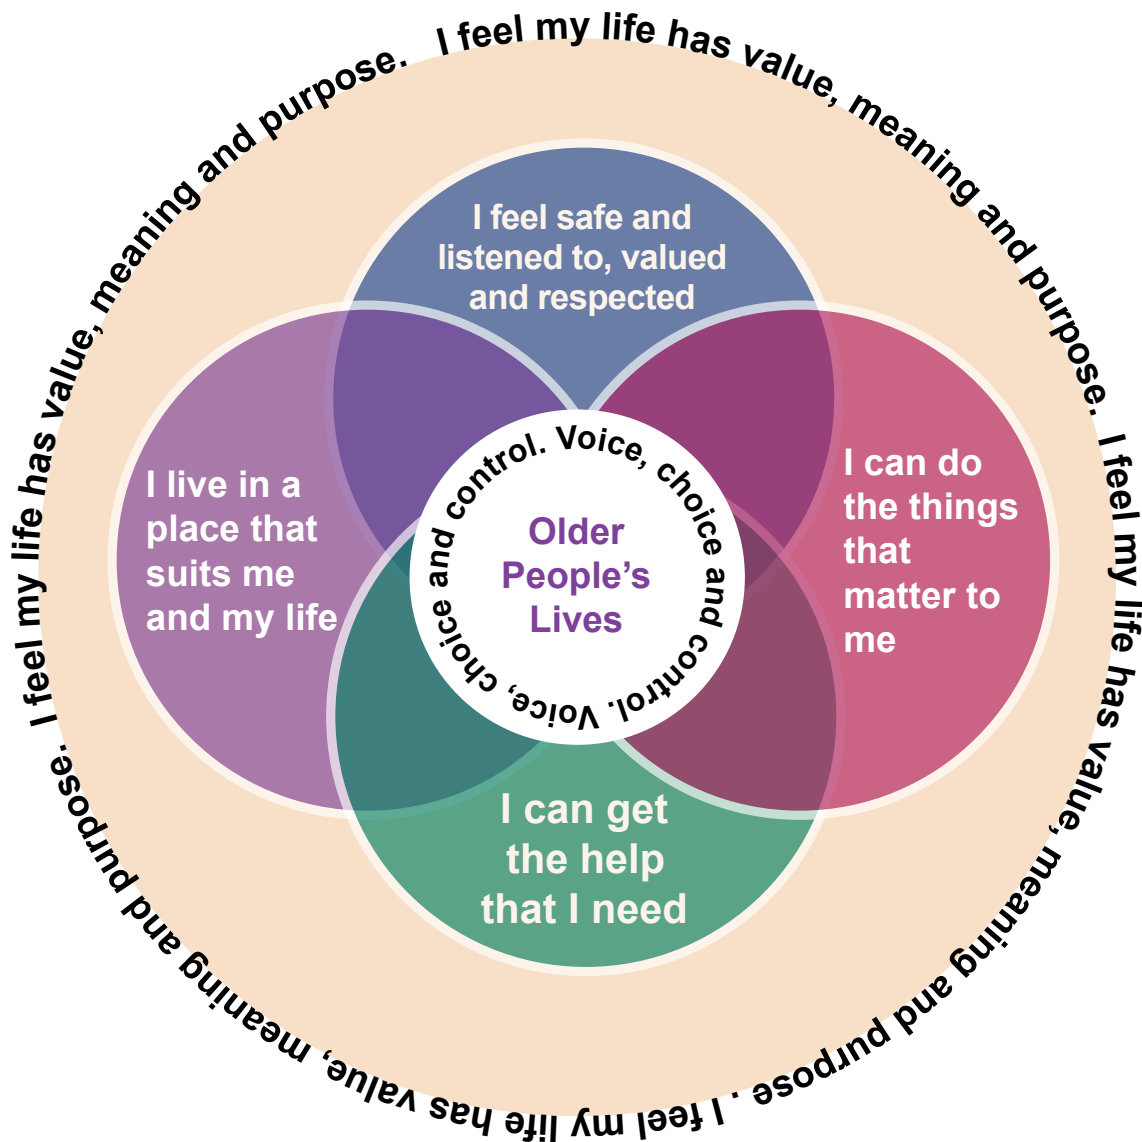 I feel my life has value, meaning and purpose.
I feel my life has value, meaning and purpose .
I feel my life has value, meaning and purpose.
I feel my life has value, meaning and purpose.
I feel safe and
listened to, valued
and respected
I live in a
place that
suits me
and my life
Voice, choice and control.
Voice, choice and control.
Older
People’s
Lives
I can do
the things
that
matter to
me
I can get
the help
that I need